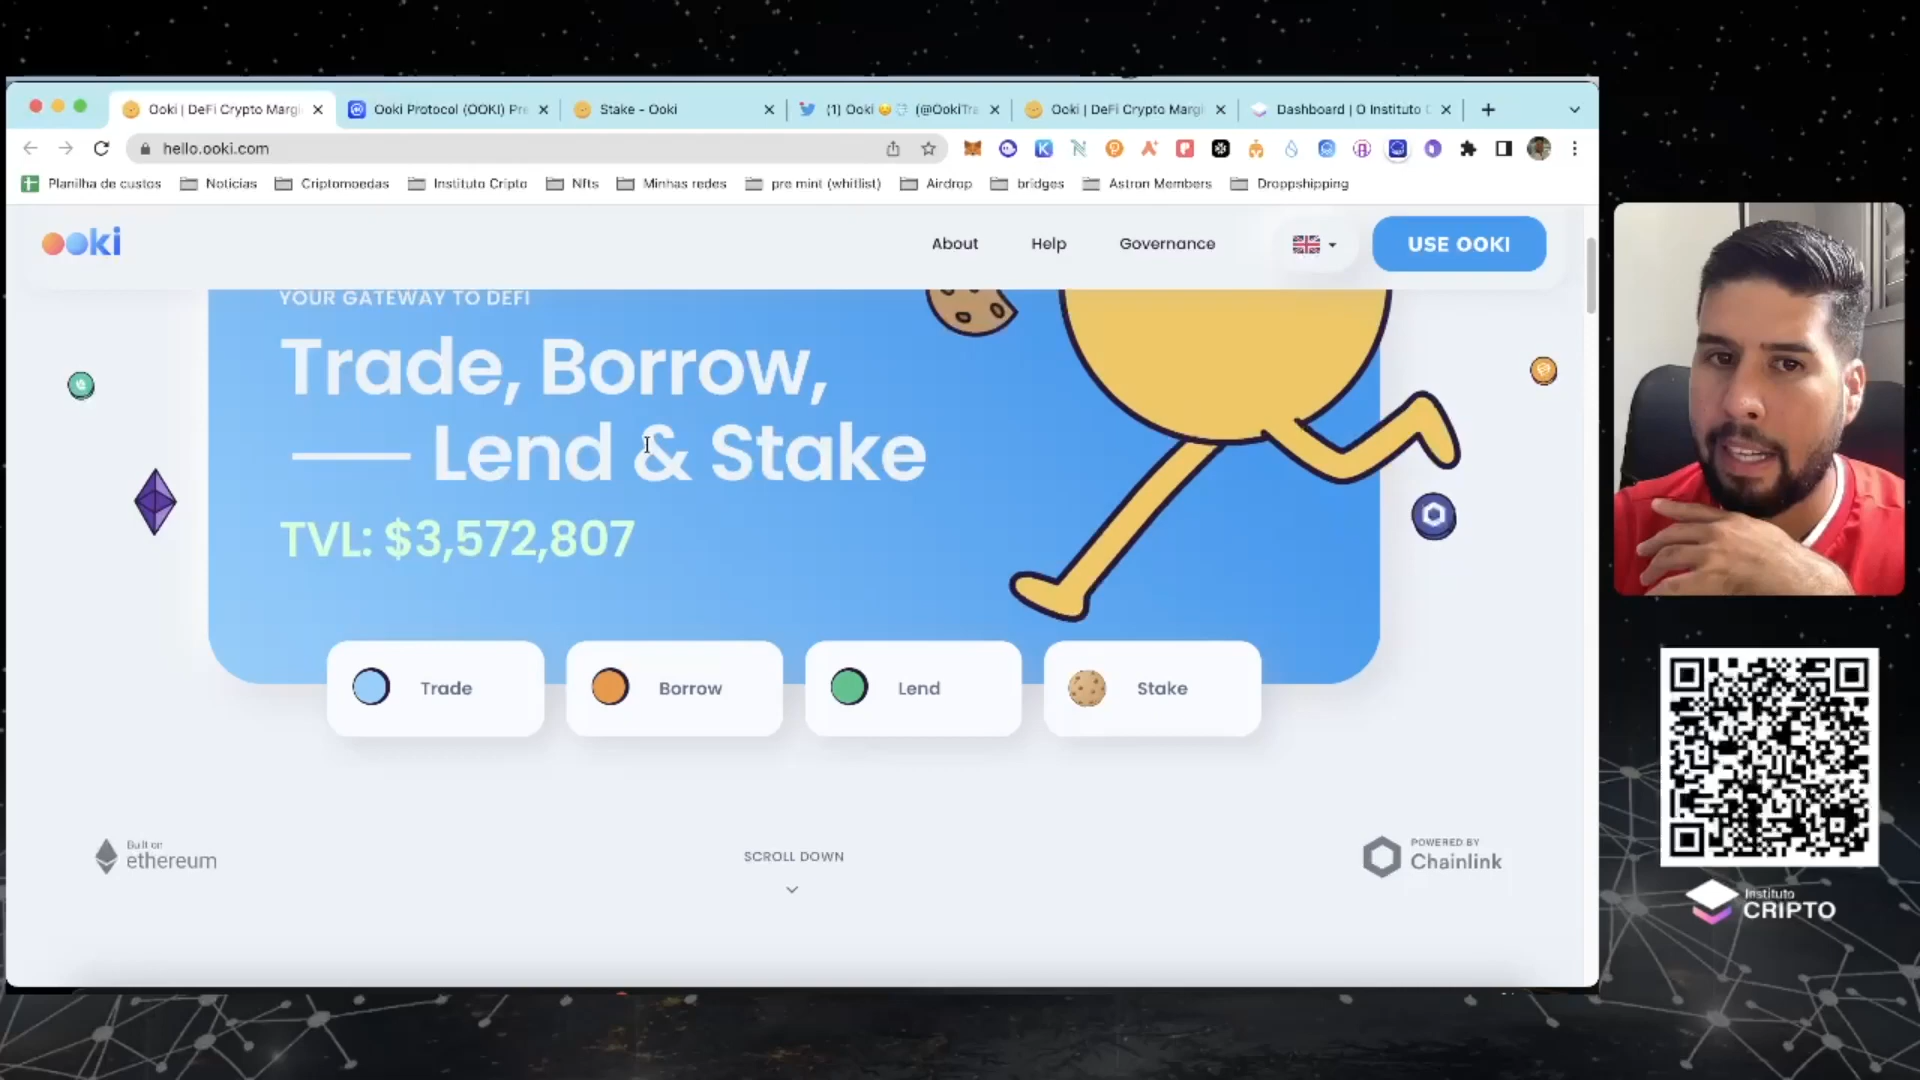 Ooki | DeFi Crypto Margi
Ooki Protocol (OOKI) Pre
Stake - Ooki
(1) Ooki (@OokiTra
Ooki | DeFi Crypto Margi
Dashboard | O Instituto C
hello.ooki.com
Planilha de custos
Noticias
Criptomoedas
Instituto Cripto
Nfts
Minhas redes
pre mint (whitlist)
Airdrop
bridges
Astron Members
Droppshipping
ooki
About
Help
Governance
USE OOKI
YOUR GATEWAY TO DEFI
Trade, Borrow,
Lend & Stake
TVL: $3,572,807
Trade
Borrow
Lend
Stake
Built on
ethereum
SCROLL DOWN
POWERED BY
Chainlink
Instituto
CRIPTO